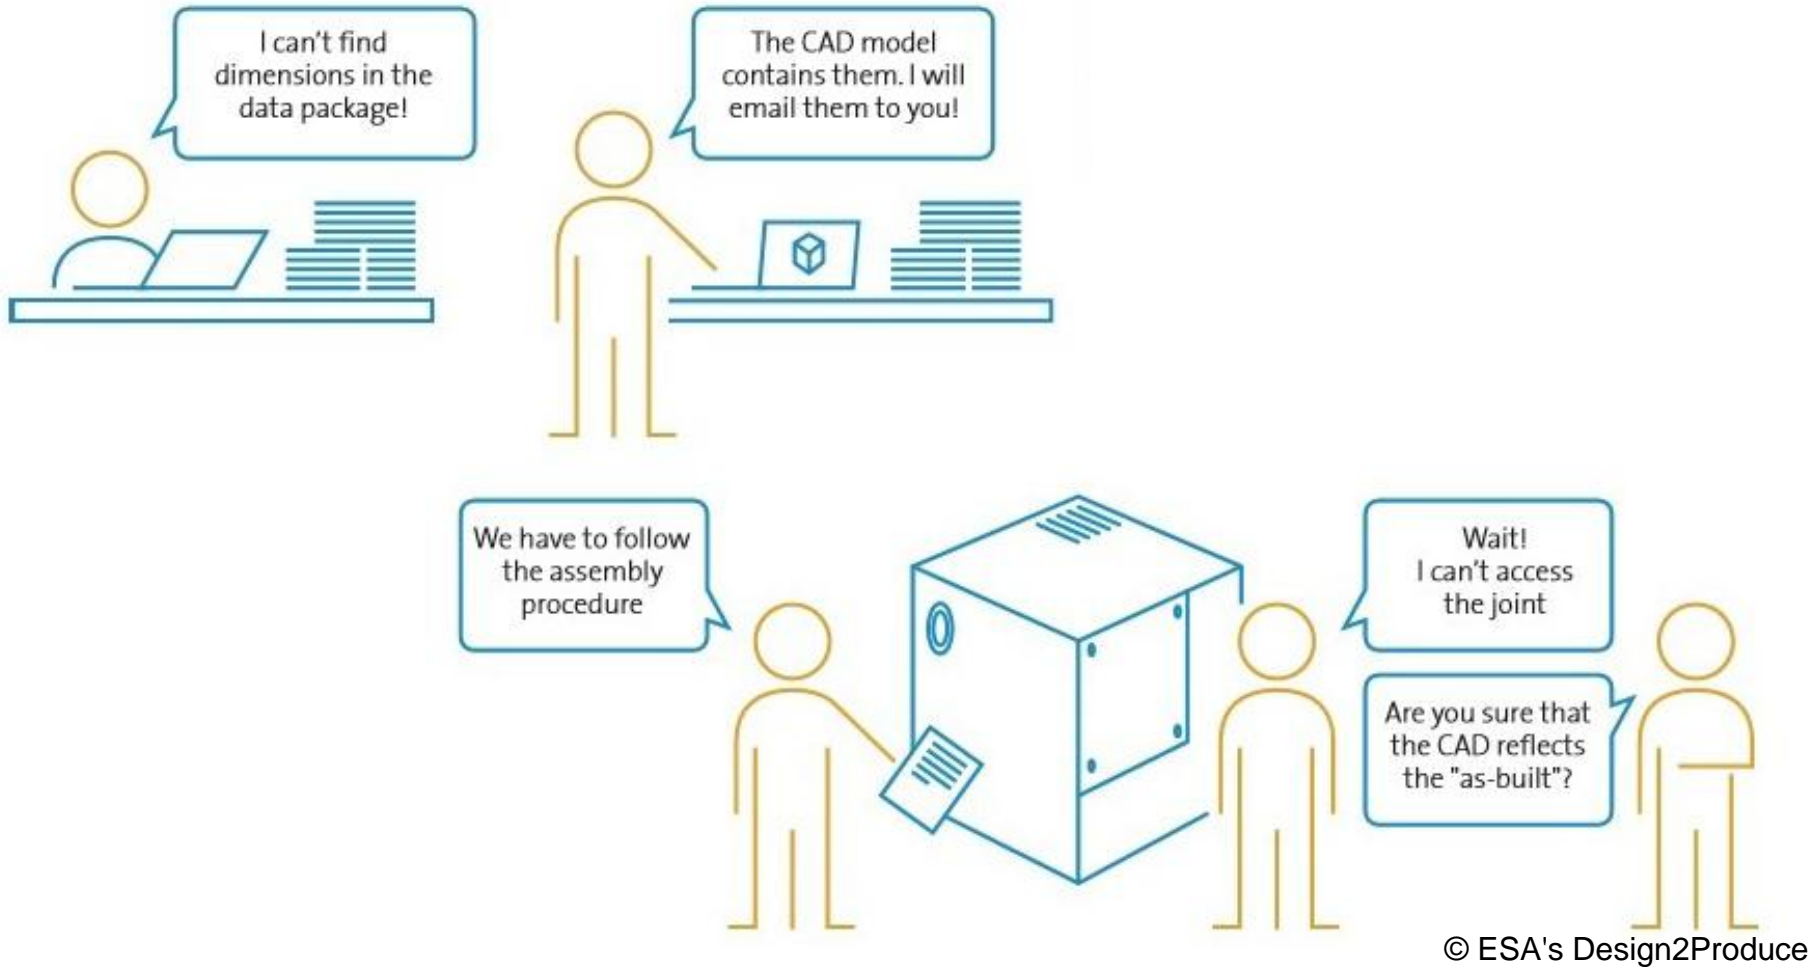 I can't find
dimensions in the
data package!
The CAD model
contains them. I will
email them to you!
We have to follow
the assembly
procedure
Wait!
I can't access
the joint
Are you sure that
the CAD reflects
the "as-built"?
© ESA's Design2Produce